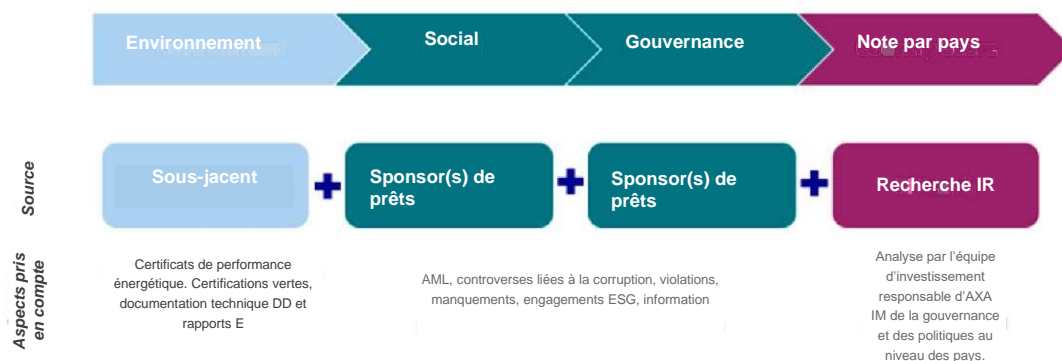 Environnement
Social
Gouvernance
Note par pays
Source
Sous-jacent
Sponsor(s) de
prêts
Sponsor(s) de
prêts
Recherche IR
Aspects pris
en compte
Certificats de performance
énergétique. Certifications vertes,
documentation technique DD et
rapports E
AML, controverses liées à la corruption, violations,
manquements, engagements ESG, information
Analyse par l'équipe
d'investissement
responsable d'AXA
IM de la gouvernance
et des politiques au
niveau des pays.